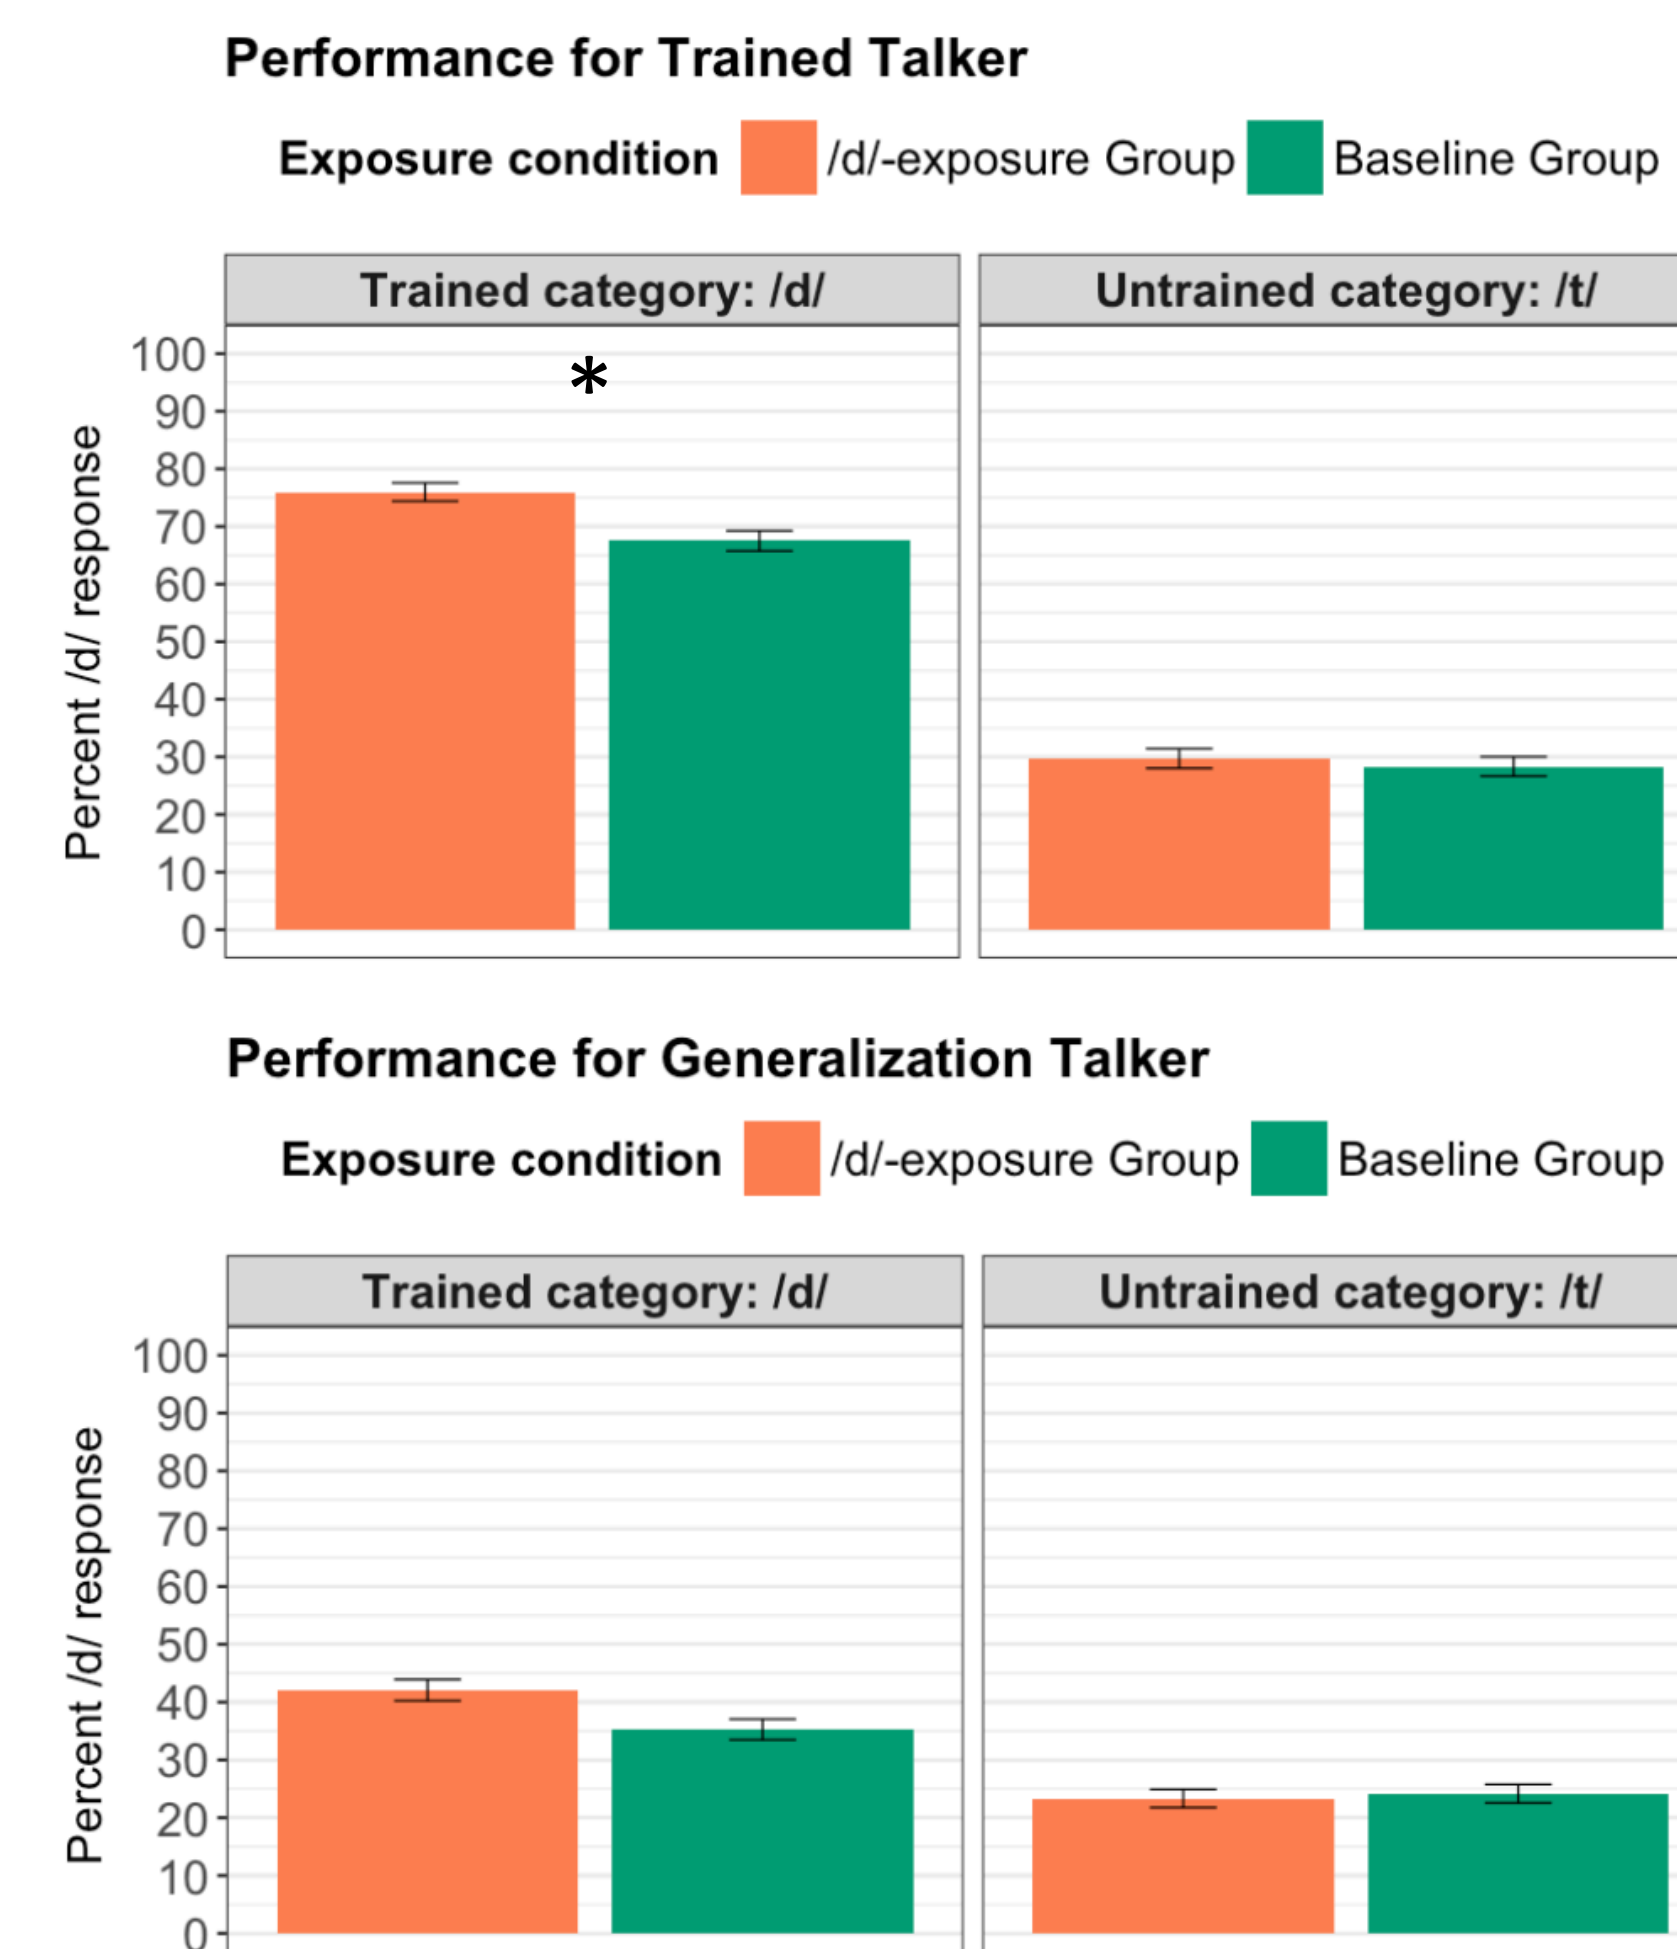 Performance for Trained Talker
Exposure condition /d/-exposure Group Baseline Group
Trained category: /d/ Untrained category: /t/
*
100
90
80
70
60
50
40
30
20
10
0
Percent /d/ response
Performance for Generalization Talker
Exposure condition /d/-exposure Group Baseline Group
Trained category: /d/ Untrained category: /t/
100
90
80
70
60
50
40
30
20
10
0
Percent /d/ response